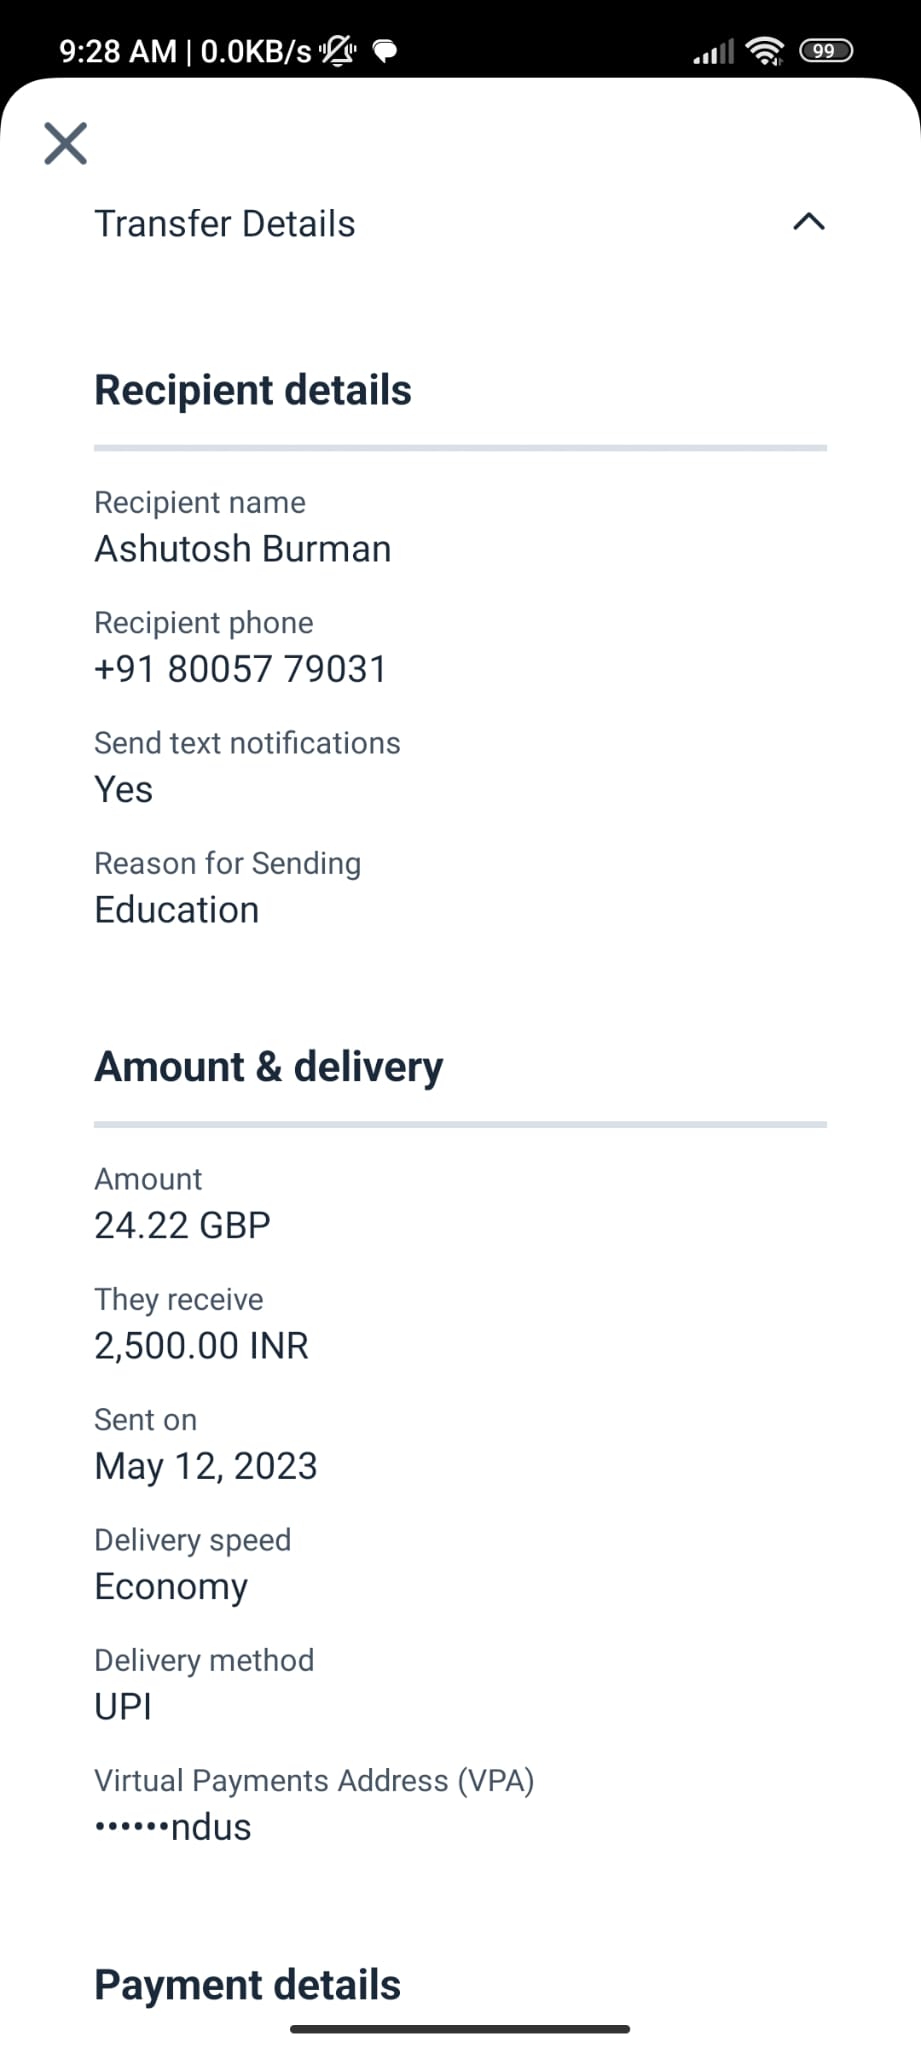 9:28 AM | 0.0KB/s
99
Transfer Details
Recipient details
Recipient name
Ashutosh Burman
Recipient phone
+91 80057 79031
Send text notifications
Yes
Reason for Sending
Education
Amount & delivery
Amount
24.22 GBP
They receive
2,500.00 INR
Sent on
May 12, 2023
Delivery speed
Economy
Delivery method
UPI
Virtual Payments Address (VPA)
••••••ndus
Payment details